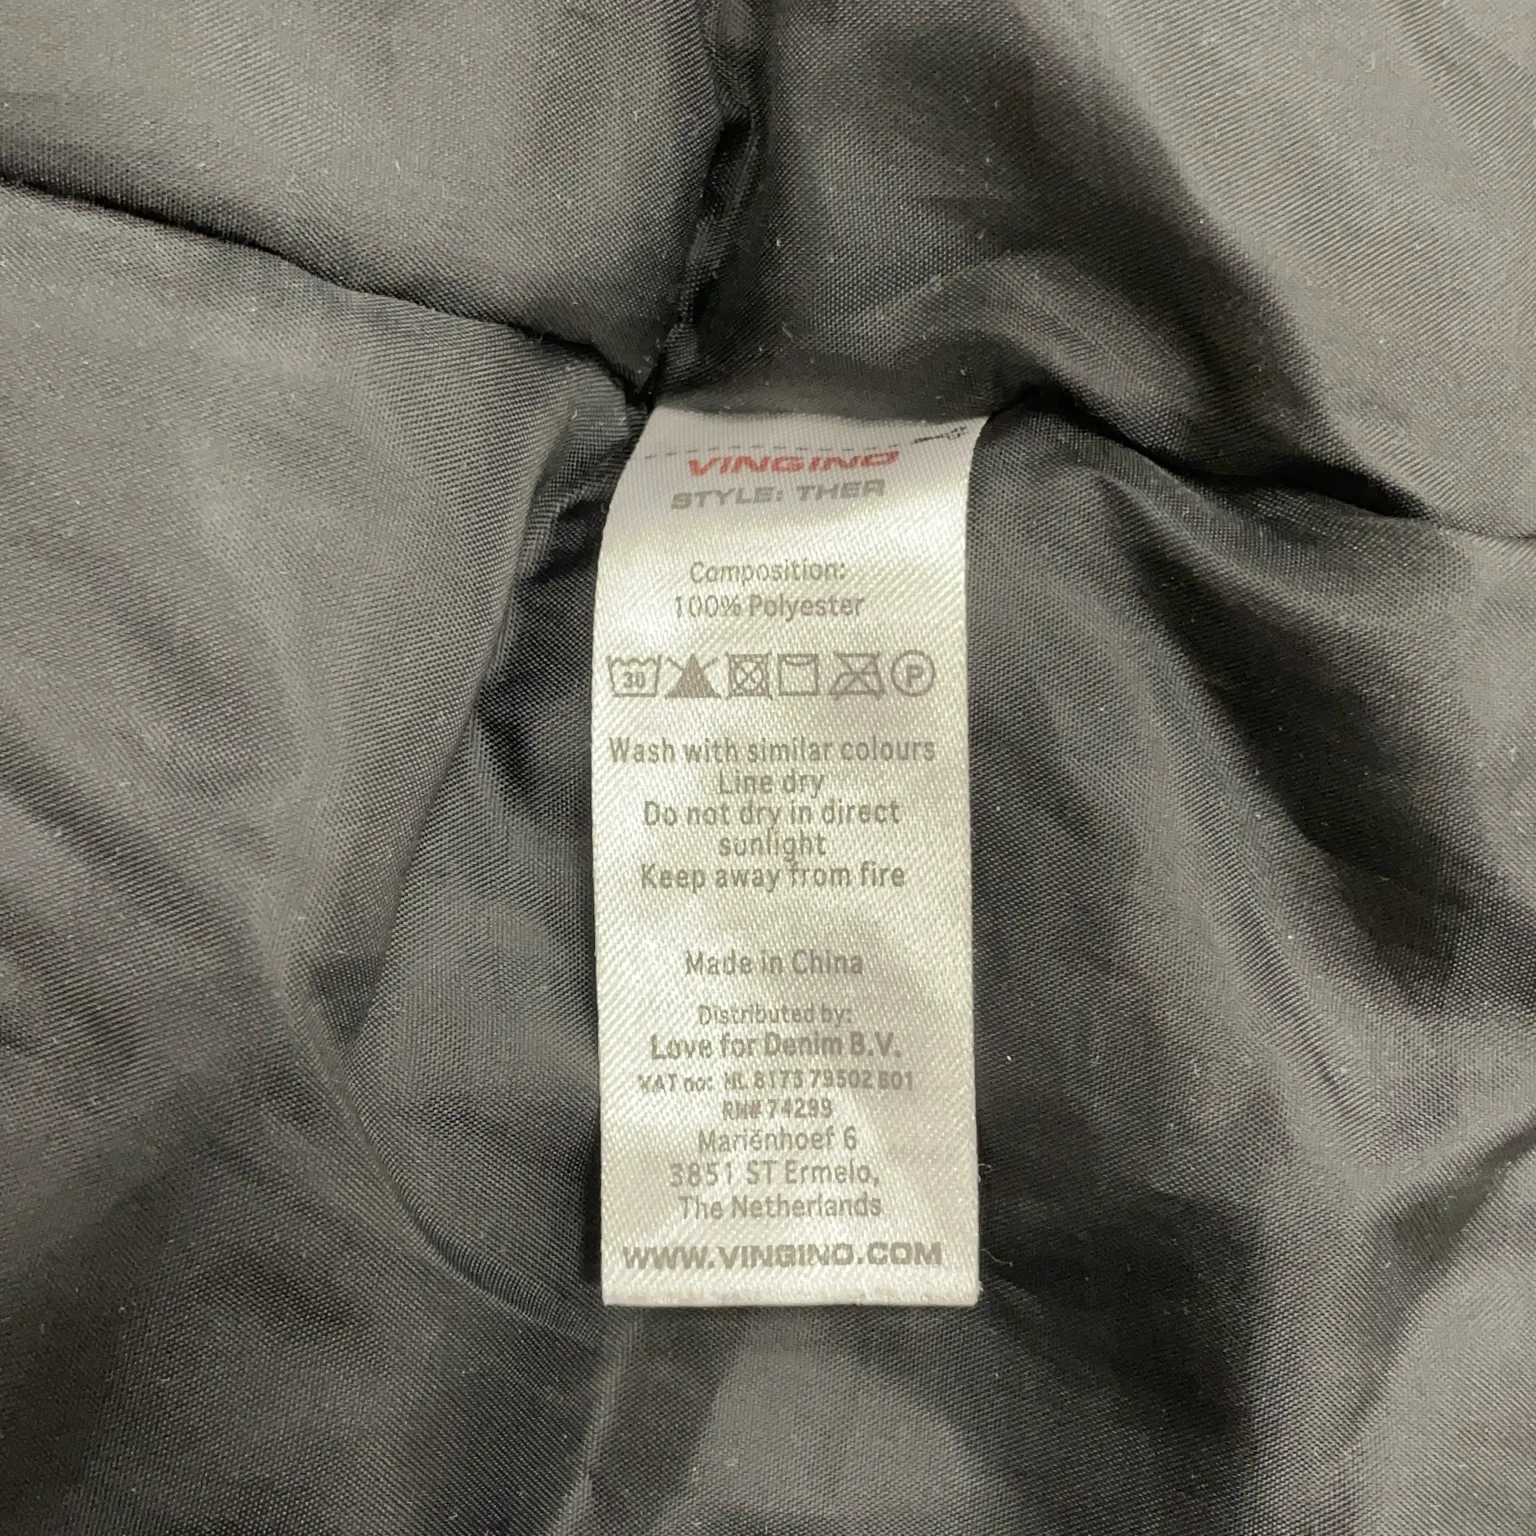 VINGINO
STYLE: THER
Composition:
100% Polyester
30 P
Wash with similar colours
Line dry
Do not dry in direct
sunlight
Keep away from fire
Made in China
Distributed by:
Love for Denim B.V.
VAT no: NL 8173 79502 B01
RN# 74299
Mariënhoef 6
3851 ST Ermelo,
The Netherlands
WWW.VINGINO.COM